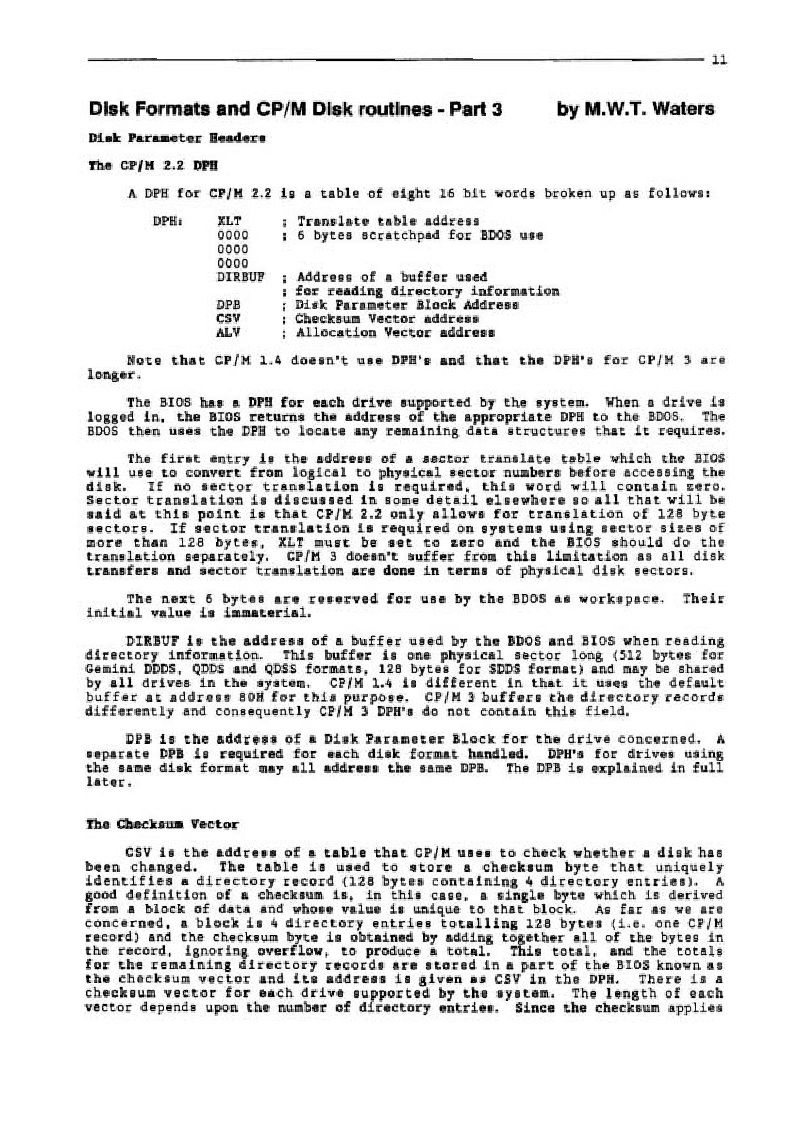 11
Disk Formats and CP/M Disk routines - Part 3 by M.W.T. Waters
Disk Parameter Headers
The CP/M 2.2 DPH
A DPH for CP/M 2.2 is a table of eight 16 bit words broken up as follows:
DPH: XLT ; Translate table address
0000 ; 6 bytes scratchpad for BDOS use
0000
0000
DIRBUF ; Address of a buffer used
; for reading directory information
DPB ; Disk Parameter Block Address
CSV ; Checksum Vector address
ALV ; Allocation Vector address
Note that CP/M 1.4 doesn't use DPH's and that the DPH's for CP/M 3 are
longer.
The BIOS has a DPH for each drive supported by the system. When a drive is
logged in, the BIOS returns the address of the appropriate DPH to the BDOS. The
BDOS then uses the DPH to locate any remaining data structures that it requires.
The first entry is the address of a sector translate table which the BIOS
will use to convert from logical to physical sector numbers before accessing the
disk. If no sector translation is required, this word will contain zero.
Sector translation is discussed in some detail elsewhere so all that will be
said at this point is that CP/M 2.2 only allows for translation of 128 byte
sectors. If sector translation is required on systems using sector sizes of
more than 128 bytes, XLT must be set to zero and the BIOS should do the
translation separately. CP/M 3 doesn't suffer from this limitation as all disk
transfers and sector translation are done in terms of physical disk sectors.
The next 6 bytes are reserved for use by the BDOS as workspace. Their
initial value is immaterial.
DIRBUF is the address of a buffer used by the BDOS and BIOS when reading
directory information. This buffer is one physical sector long (512 bytes for
Gemini DDDS, QDDS and QDSS formats, 128 bytes for SDDS format) and may be shared
by all drives in the system. CP/M 1.4 is different in that it uses the default
buffer at address 80H for this purpose. CP/M 3 buffers the directory records
differently and consequently CP/M 3 DPH's do not contain this field.
DPB is the address of a Disk Parameter Block for the drive concerned. A
separate DPB is required for each disk format handled. DPH's for drives using
the same disk format may all address the same DPB. The DPB is explained in full
later.
The Checksum Vector
CSV is the address of a table that CP/M uses to check whether a disk has
been changed. The table is used to store a checksum byte that uniquely
identifies a directory record (128 bytes containing 4 directory entries). A
good definition of a checksum is, in this case, a single byte which is derived
from a block of data and whose value is unique to that block. As far as we are
concerned, a block is 4 directory entries totalling 128 bytes (i.e. one CP/M
record) and the checksum byte is obtained by adding together all of the bytes in
the record, ignoring overflow, to produce a total. This total, and the totals
for the remaining directory records are stored in a part of the BIOS known as
the checksum vector and its address is given as CSV in the DPH. There is a
checksum vector for each drive supported by the system. The length of each
vector depends upon the number of directory entries. Since the checksum applies